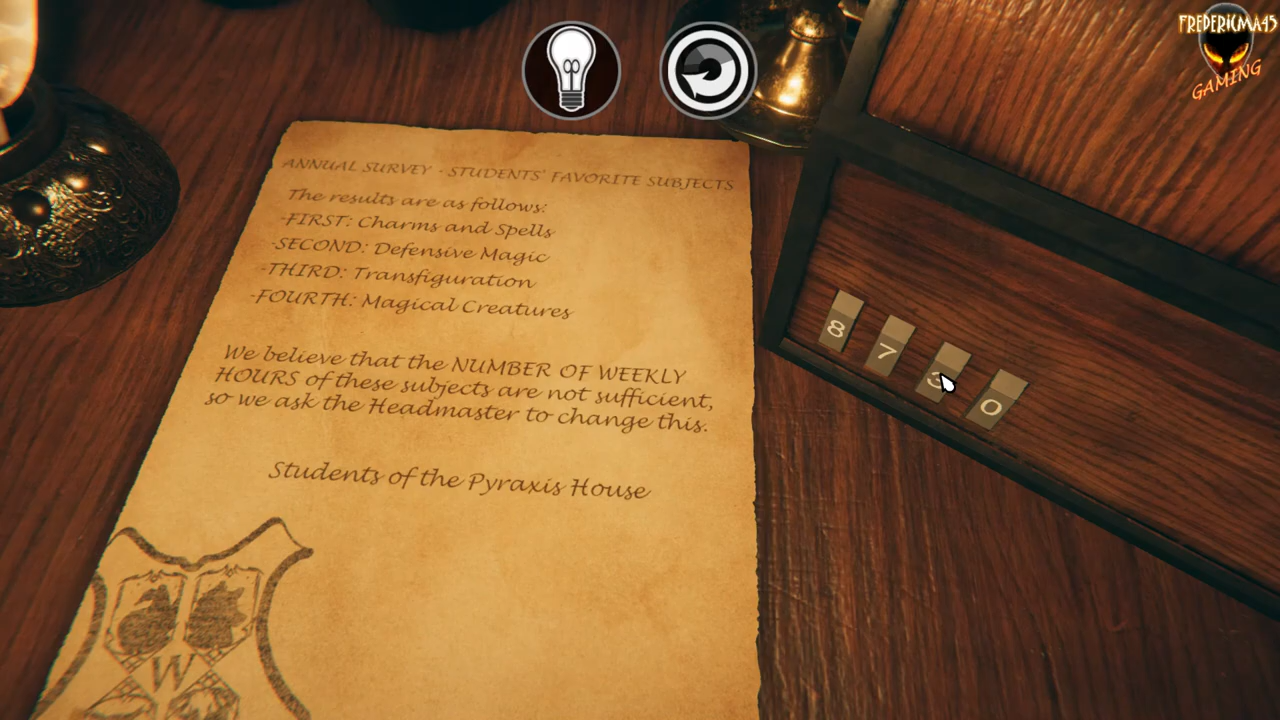 FREDERICMA45
GAMING
ANNUAL SURVEY - STUDENTS' FAVORITE SUBJECTS
The results are as follows:
-FIRST: Charms and Spells
-SECOND: Defensive Magic
-THIRD: Transfiguration
-FOURTH: Magical Creatures
We believe that the NUMBER OF WEEKLY
HOURS of these subjects are not sufficient,
so we ask the Headmaster to change this.
Students of the Pyraxis House
W
8 7 3 0